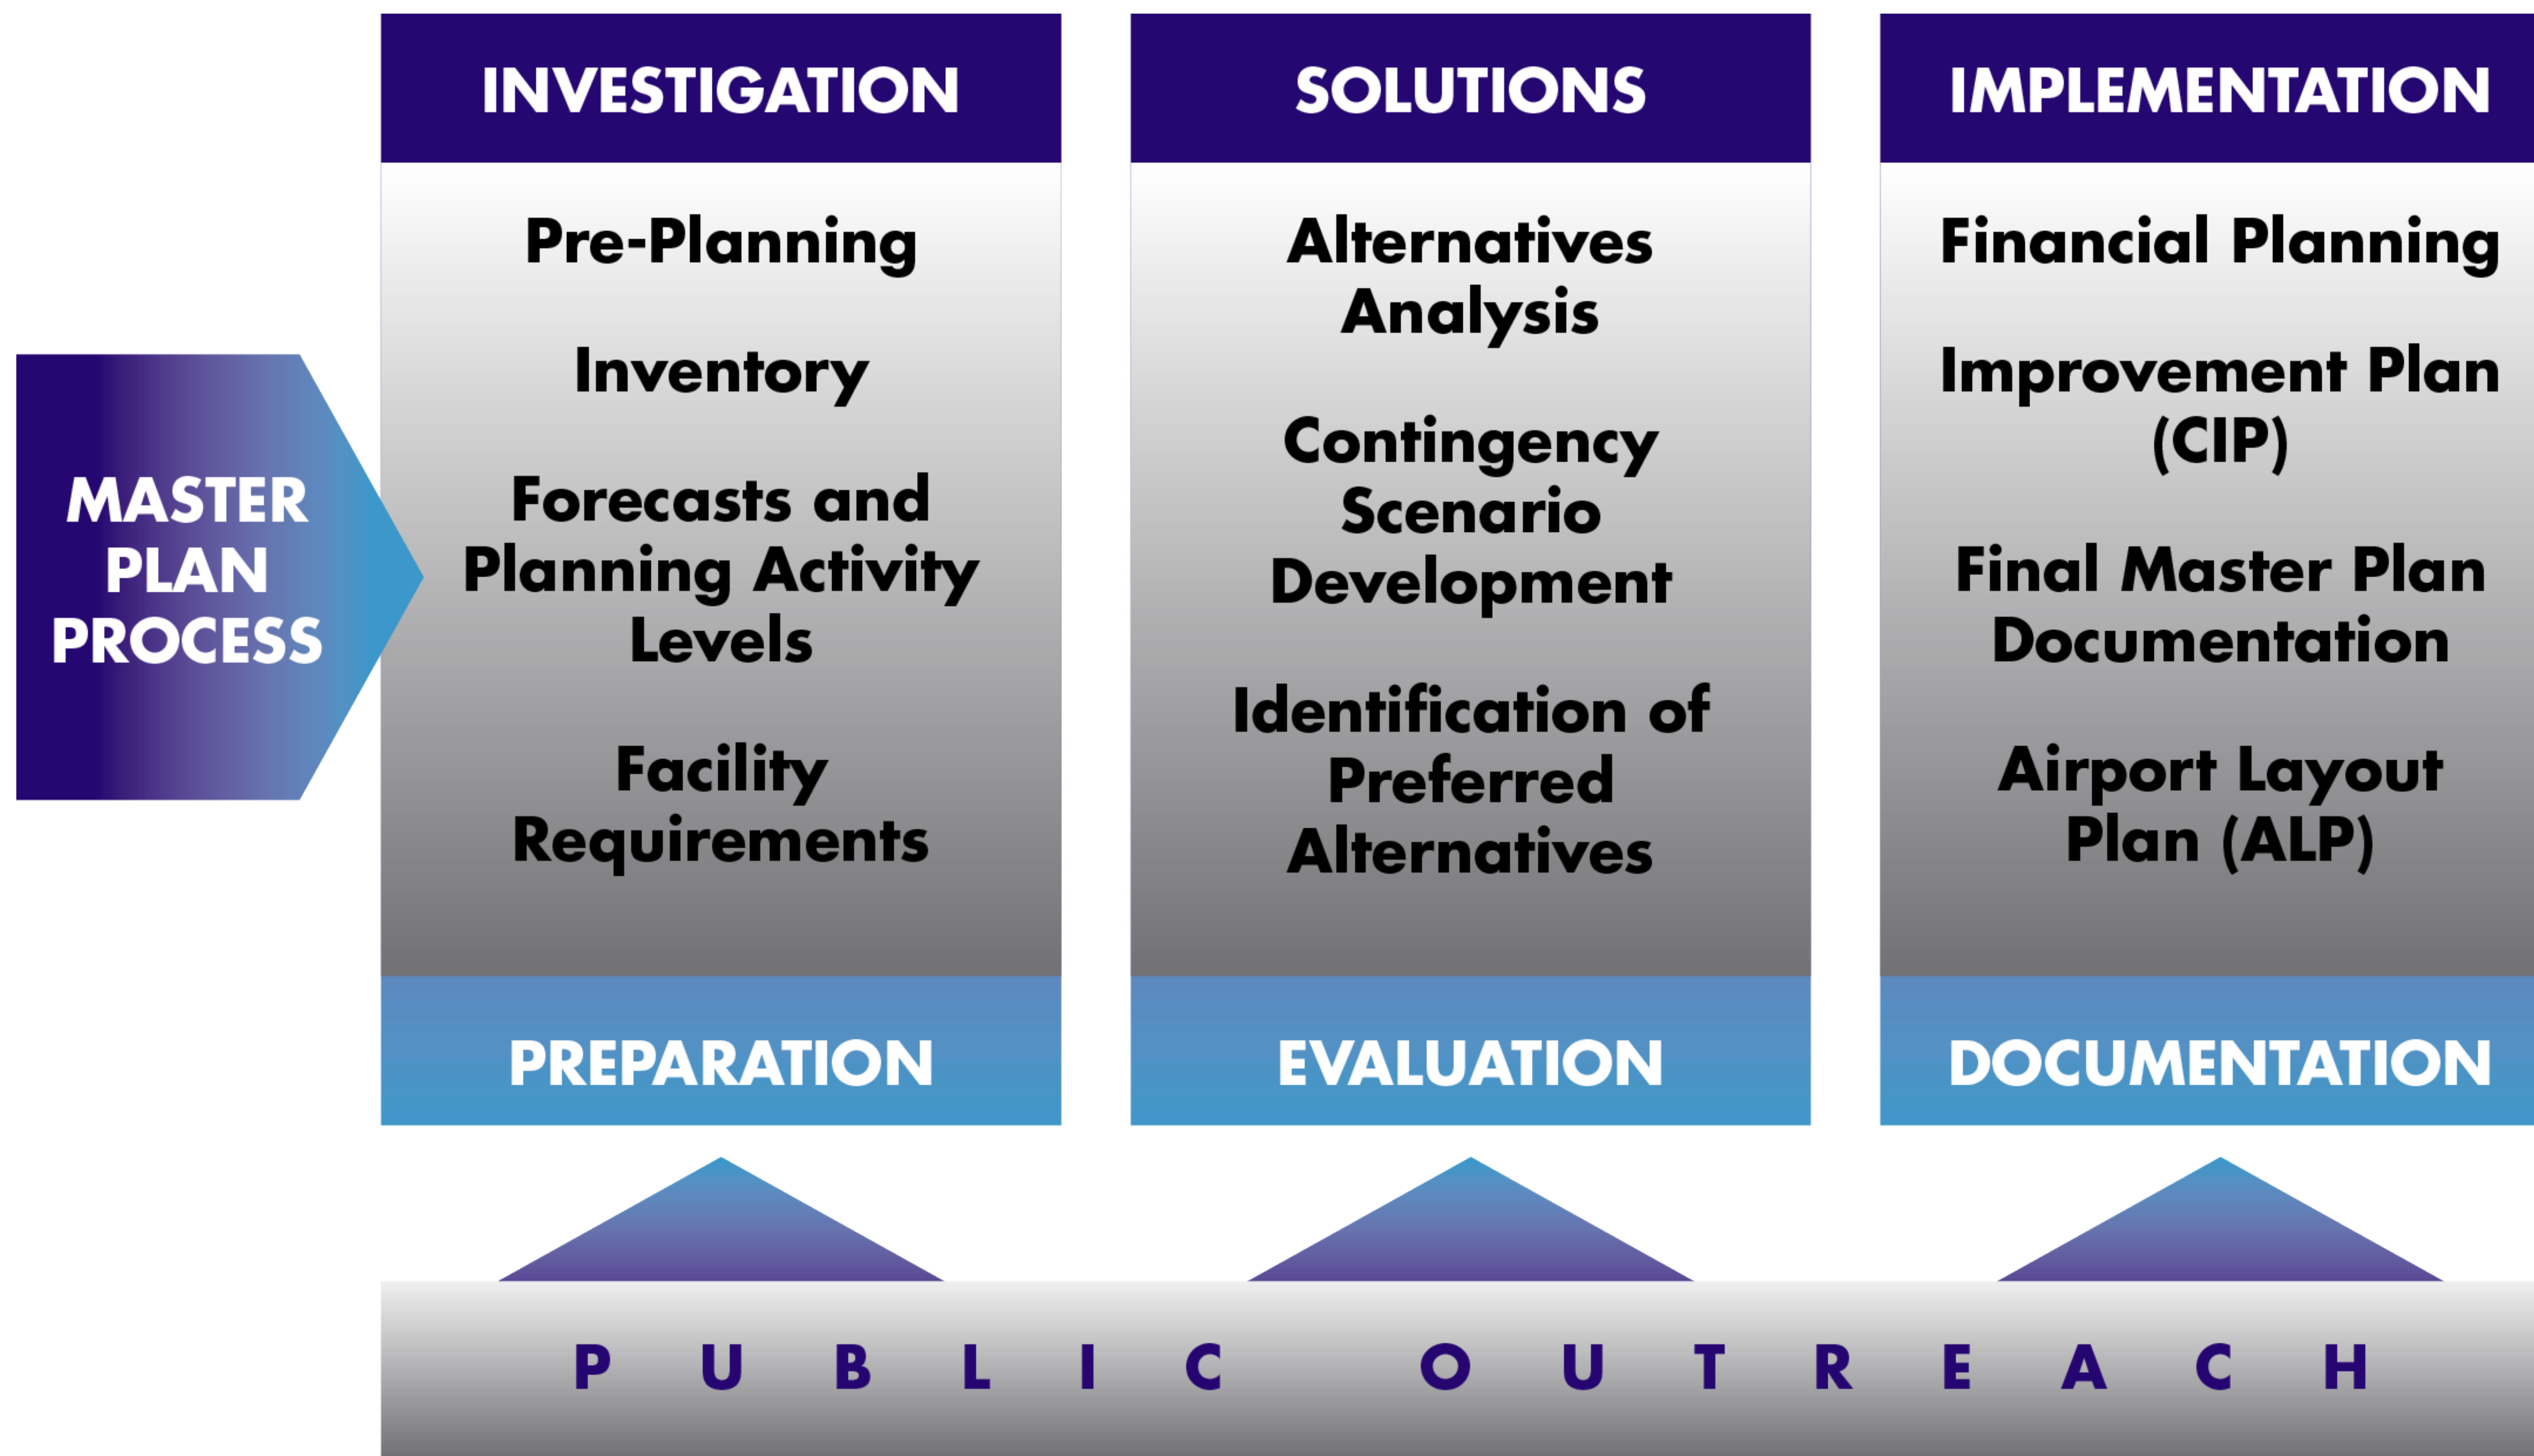 MASTER
PLAN
PROCESS
INVESTIGATION
Pre-Planning
Inventory
Forecasts and
Planning Activity
Levels
Facility
Requirements
PREPARATION
SOLUTIONS
Alternatives
Analysis
Contingency
Scenario
Development
Identification of
Preferred
Alternatives
EVALUATION
IMPLEMENTATION
Financial Planning
Improvement Plan
(CIP)
Final Master Plan
Documentation
Airport Layout
Plan (ALP)
DOCUMENTATION
PUBLIC OUTREACH